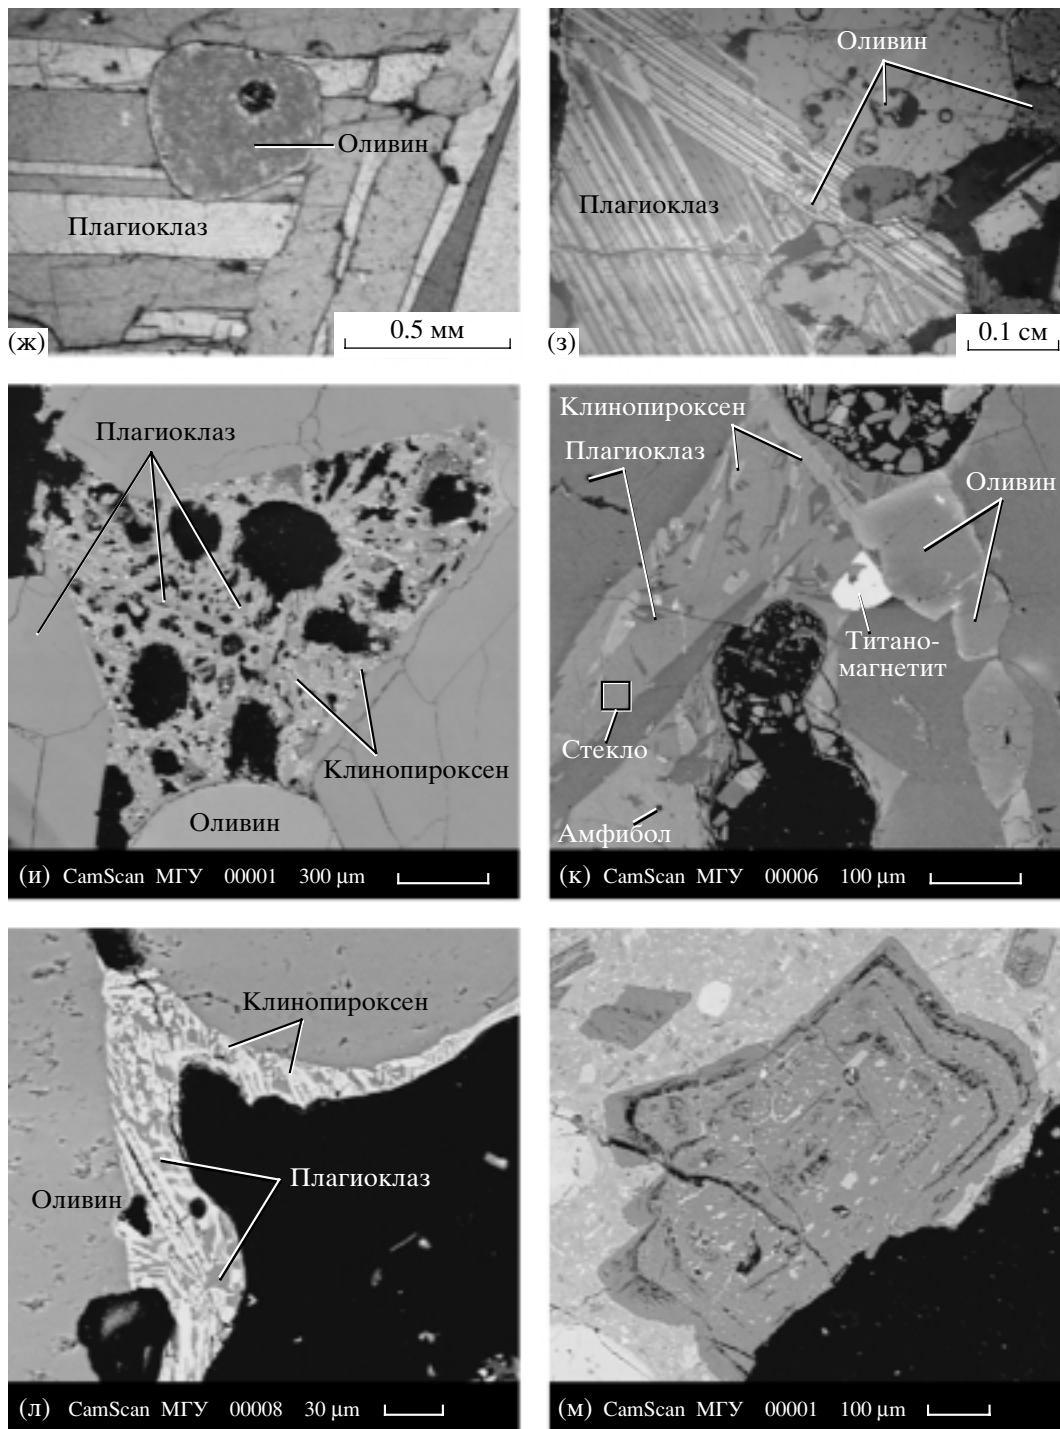 Оливин
Плагиоклаз
(ж)
0.5 мм
Оливин
Плагиоклаз
(з)
0.1 см
Плагиоклаз
Клинопироксен
Оливин
(и) CamScan МГУ 00001 300 μm
Клинопироксен
Плагиоклаз
Оливин
Титано-
магнетит
Стекло
Амфибол
(к) CamScan МГУ 00006 100 μm
Клинопироксен
Плагиоклаз
Оливин
(л) CamScan МГУ 00008 30 μm
(м) CamScan МГУ 00001 100 μm